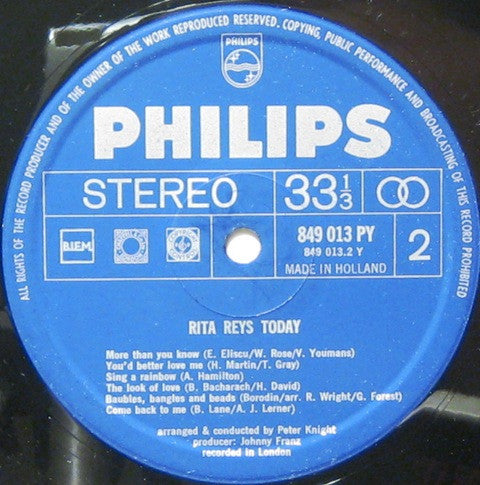 ALL RIGHTS OF THE RECORD PRODUCER AND OF THE OWNER OF THE WORK REPRODUCED RESERVED. COPYING, PUBLIC PERFORMANCE AND BROADCASTING OF THIS RECORD PROHIBITED
PHILIPS
PHILIPS
STEREO 33 1/3
B.I.E.M. 849 013 PY 2
849 013.2 Y
MADE IN HOLLAND
RITA REYS TODAY
More than you know (E. Eliscu/W. Rose/V. Youmans)
You'd better love me (H. Martin/T. Gray)
Sing a rainbow (A. Hamilton)
The look of love (B. Bacharach/H. David)
Baubles, bangles and beads (Borodin/arr. R. Wright/G. Forest)
Come back to me (B. Lane/A. J. Lerner)
arranged & conducted by Peter Knight
producer: Johnny Franz
recorded in London